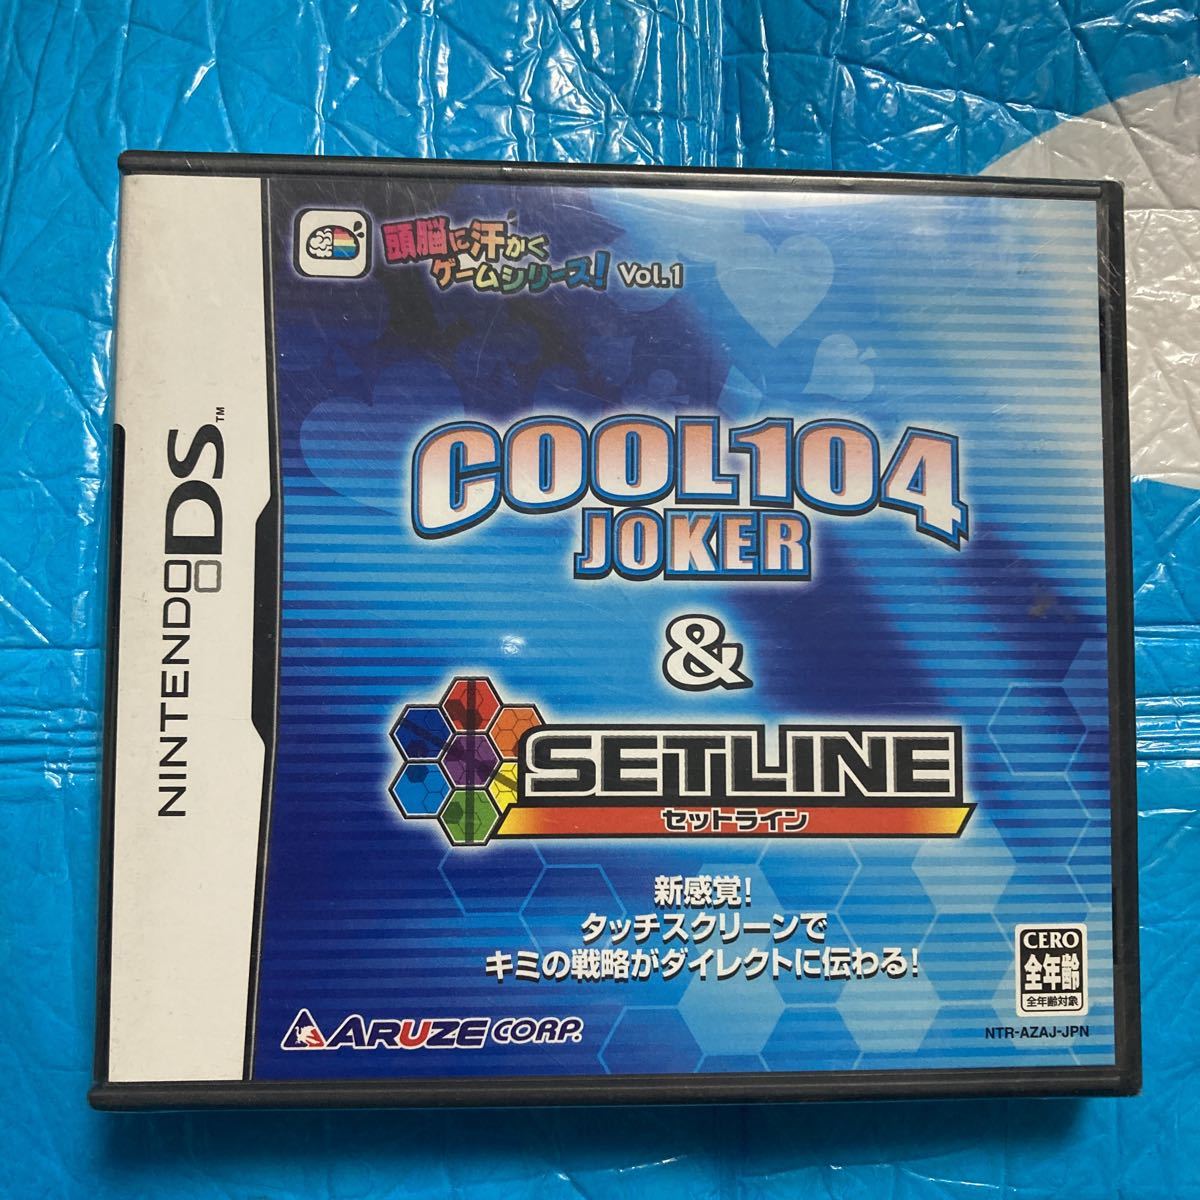 頭脳に汗かく
ゲームシリーズ! Vol.1
NINTENDO DS™
COOL104
JOKER
&
SETLINE
セットライン
新感覚!
タッチスクリーンで
キミの戦略がダイレクトに伝わる!
ARUZE CORP.
CERO
全年齢
全年齢対象
NTR-AZAJ-JPN